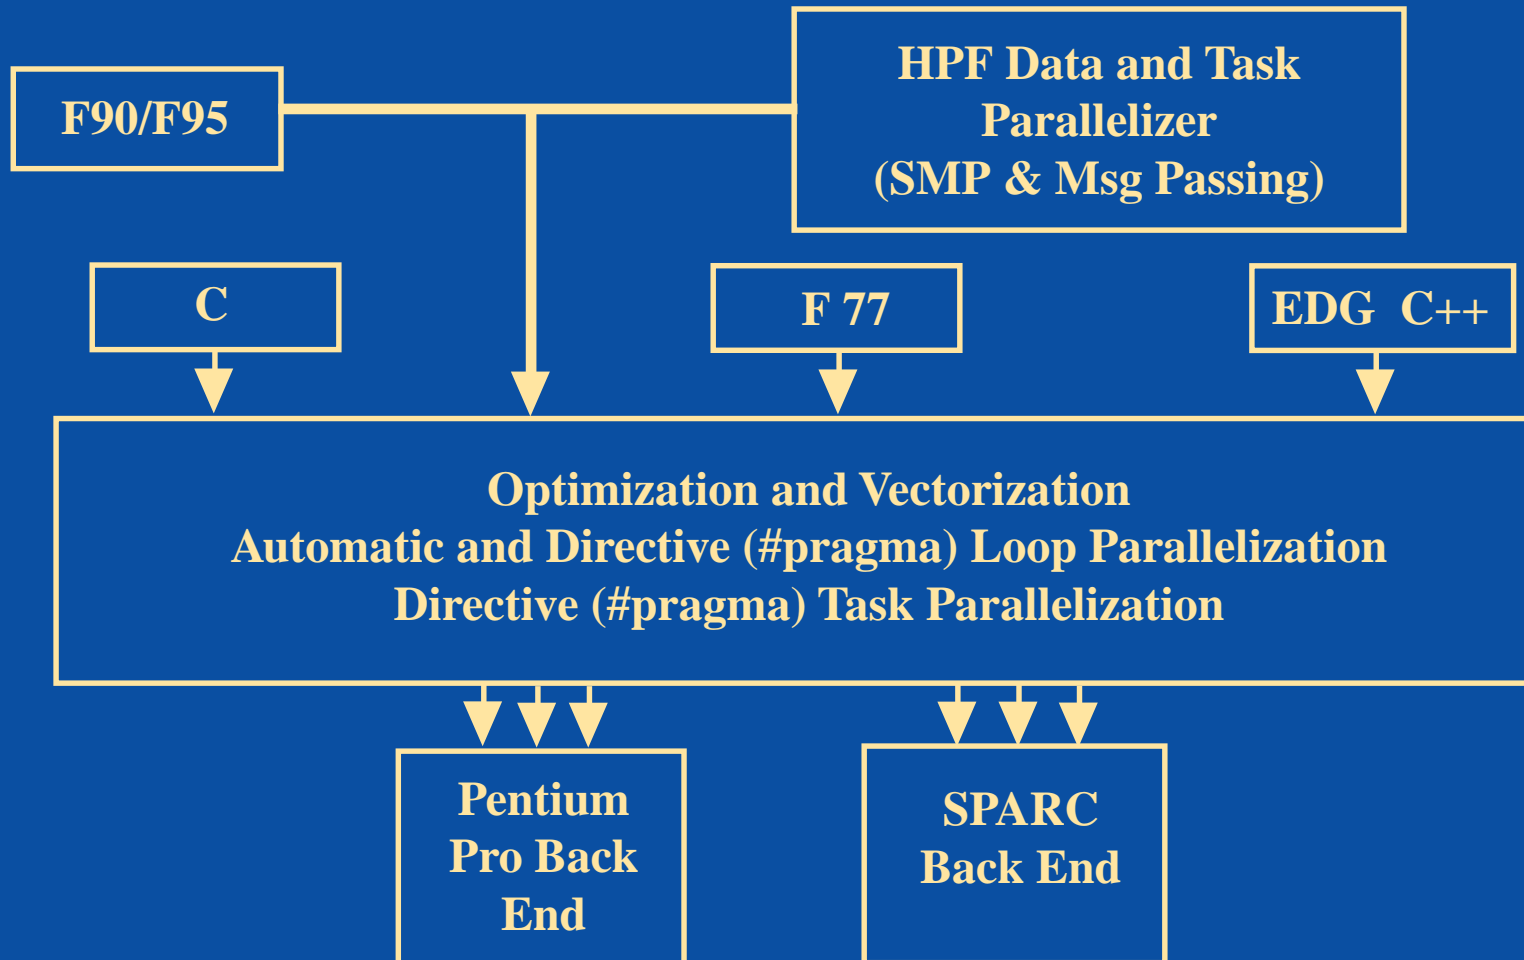 HPF Data and Task
Parallelizer
(SMP & Msg Passing)
F90/F95
C
F 77
EDG C++
Optimization and Vectorization
Automatic and Directive (#pragma) Loop Parallelization
Directive (#pragma) Task Parallelization
Pentium
Pro Back
End
SPARC
Back End